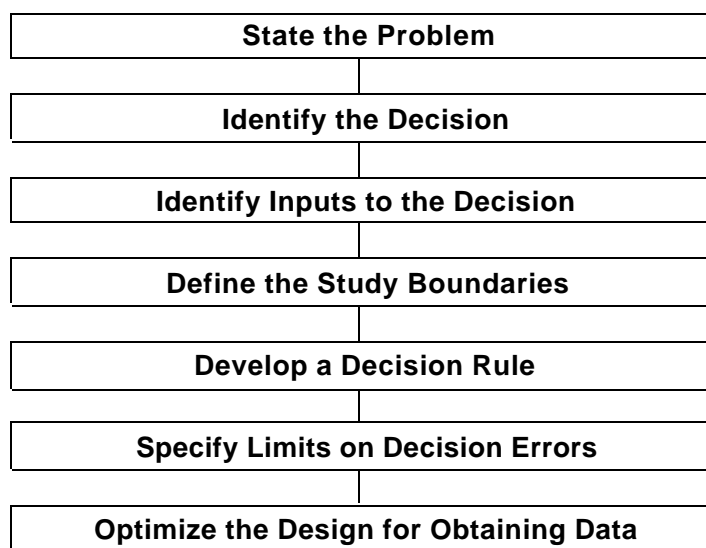 State the Problem
Identify the Decision
Identify Inputs to the Decision
Define the Study Boundaries
Develop a Decision Rule
Specify Limits on Decision Errors
Optimize the Design for Obtaining Data